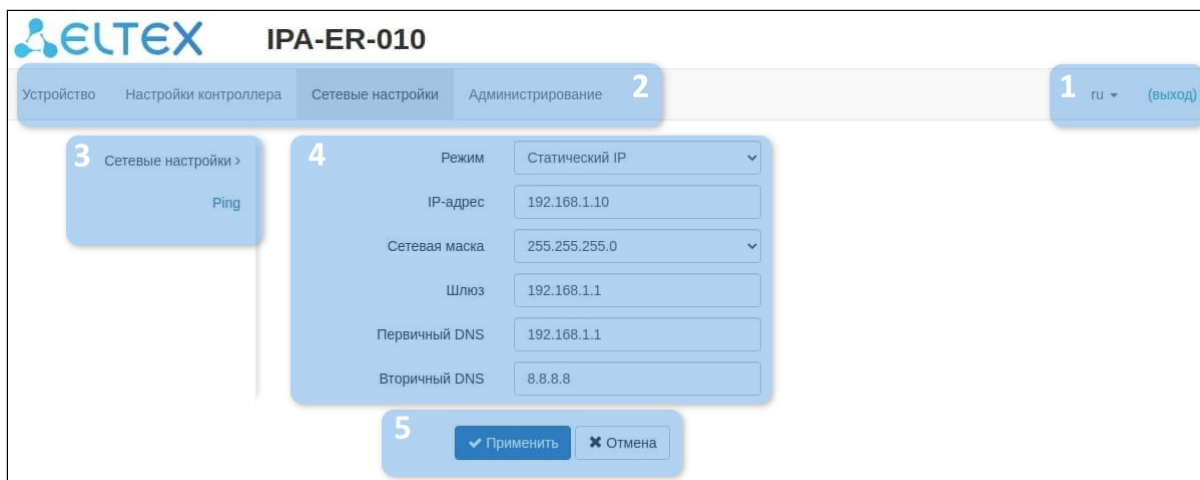 ELTEX IPA-ER-010
Устройство Настройки контроллера Сетевые настройки Администрирование 2 1 ru (выход)
3 Сетевые настройки ›
Ping
4 Режим Статический IP
IP-адрес 192.168.1.10
Сетевая маска 255.255.255.0
Шлюз 192.168.1.1
Первичный DNS 192.168.1.1
Вторичный DNS 8.8.8.8
5 Применить Отмена